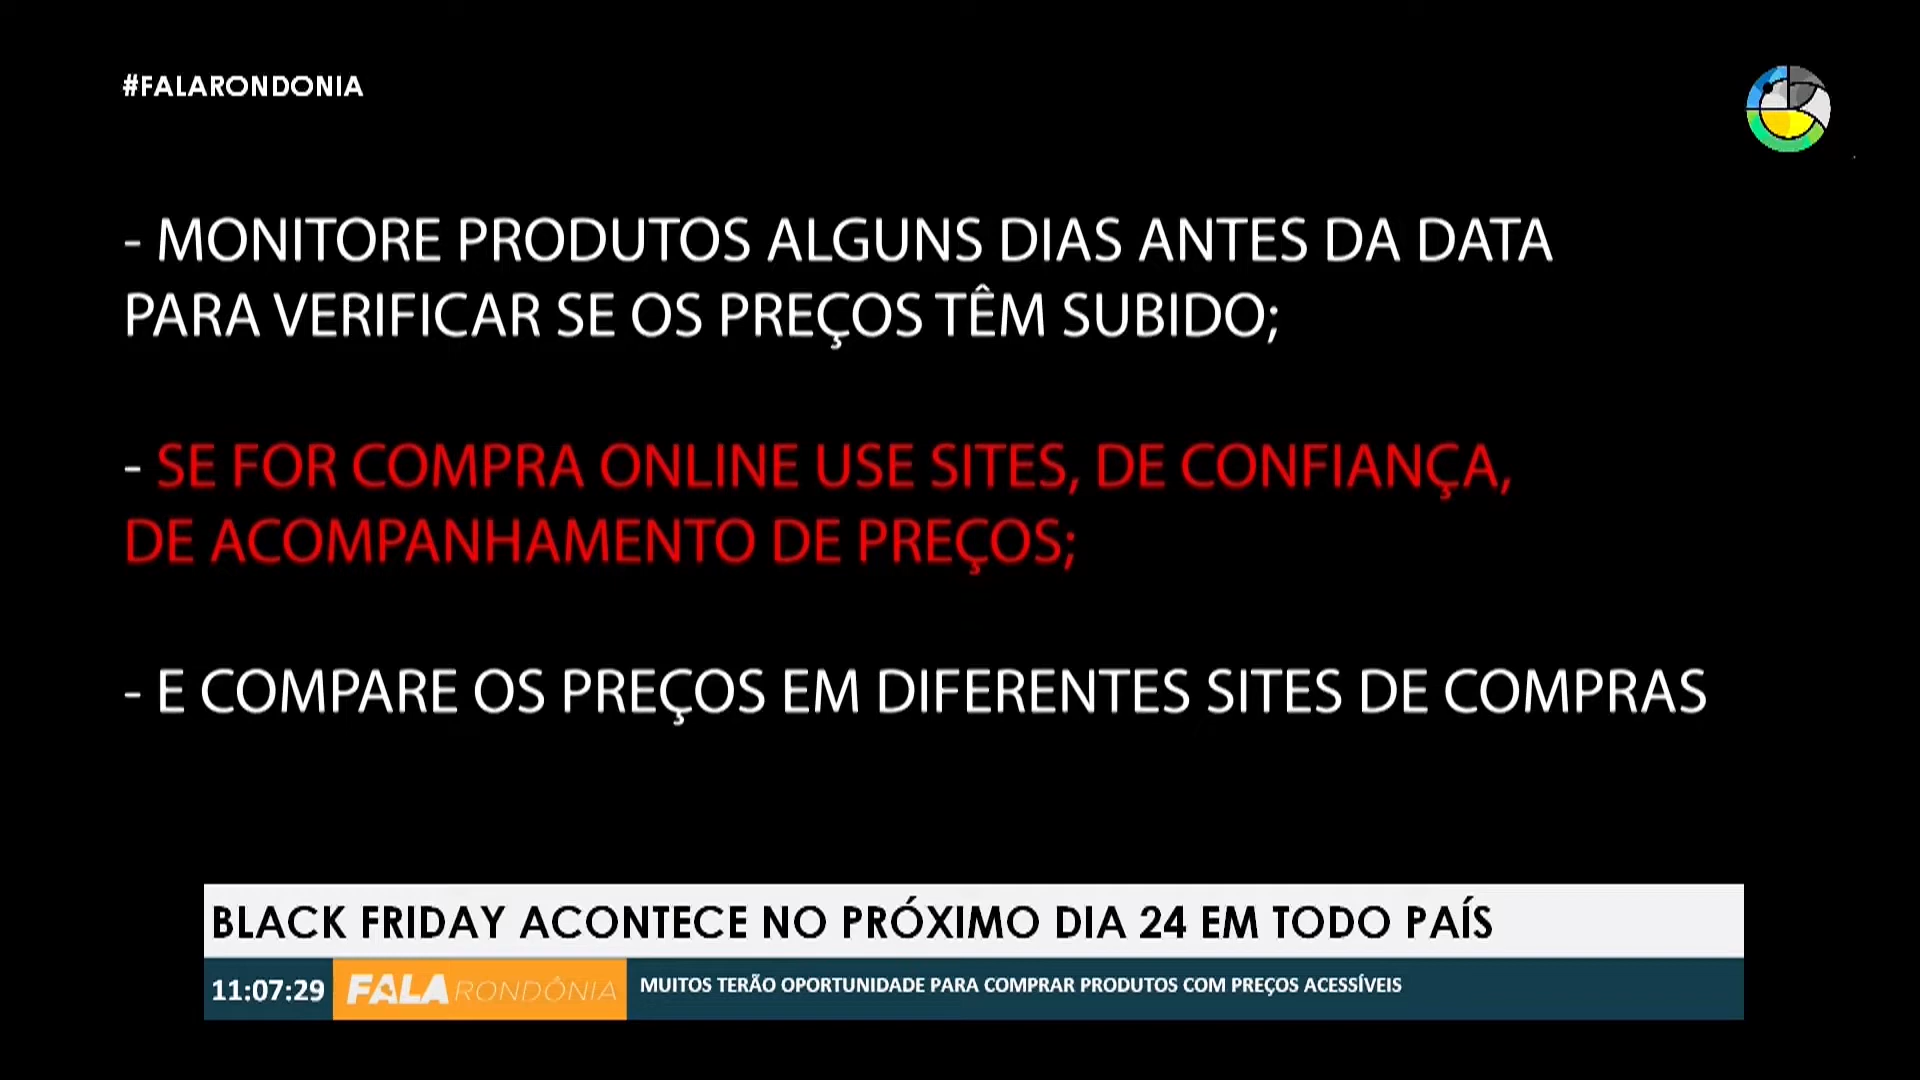 #FALARONDONIA
- MONITORE PRODUTOS ALGUNS DIAS ANTES DA DATA
PARA VERIFICAR SE OS PREÇOS TÊM SUBIDO;
- SE FOR COMPRA ONLINE USE SITES, DE CONFIANÇA,
DE ACOMPANHAMENTO DE PREÇOS;
- E COMPARE OS PREÇOS EM DIFERENTES SITES DE COMPRAS
BLACK FRIDAY ACONTECE NO PRÓXIMO DIA 24 EM TODO PAÍS
11:07:29 FALA RONDÔNIA MUITOS TERÃO OPORTUNIDADE PARA COMPRAR PRODUTOS COM PREÇOS ACESSÍVEIS